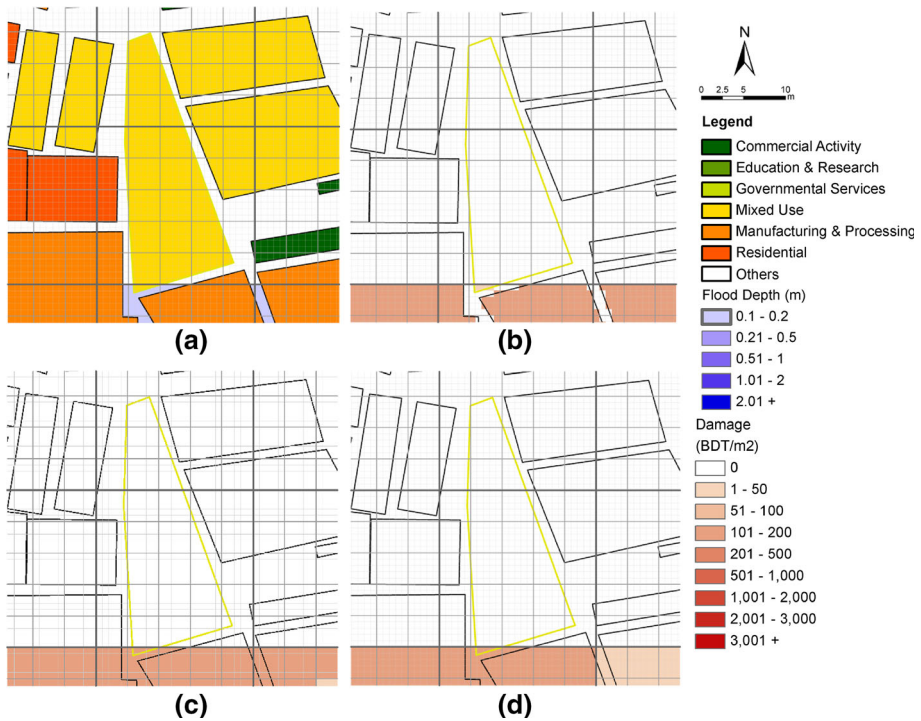 N
0 2.5 5 10
m
Legend
Commercial Activity
Education & Research
Governmental Services
Mixed Use
Manufacturing & Processing
Residential
Others
Flood Depth (m)
0.1 - 0.2
0.21 - 0.5
0.51 - 1
1.01 - 2
2.01 +
Damage
(BDT/m2)
0
1 - 50
51 - 100
101 - 200
201 - 500
501 - 1,000
1,001 - 2,000
2,001 - 3,000
3,001 +
(a)
(b)
(c)
(d)